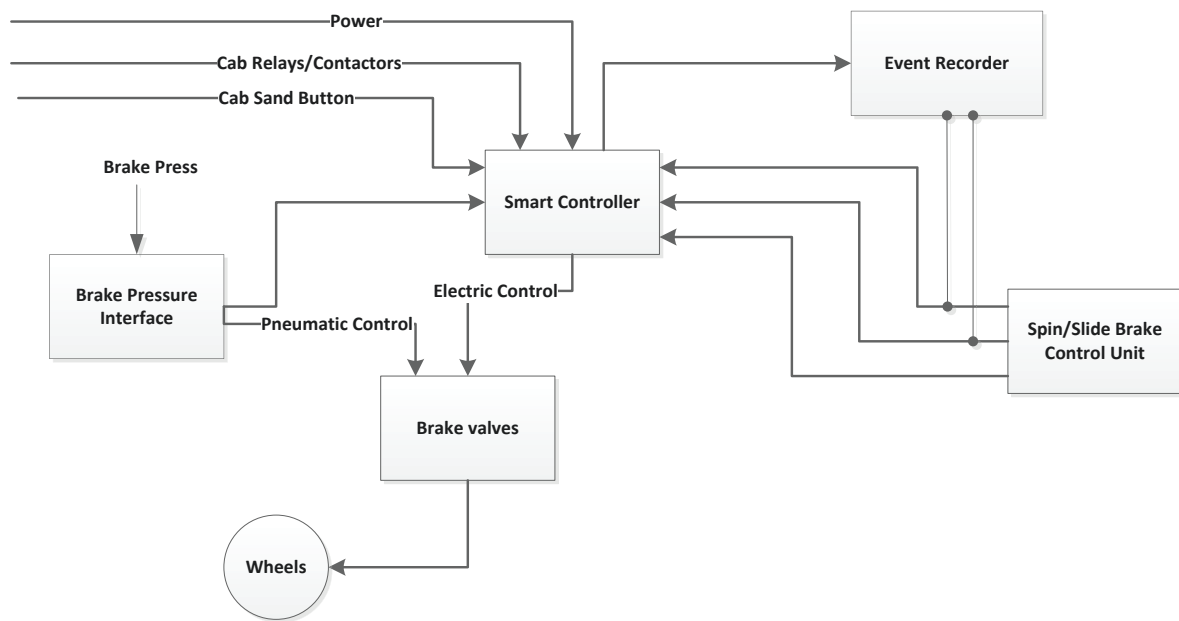 Power
Cab Relays/Contactors
Event Recorder
Cab Sand Button
Brake Press
Smart Controller
Electric Control
Brake Pressure
Interface
Pneumatic Control
Spin/Slide Brake
Control Unit
Brake valves
Wheels